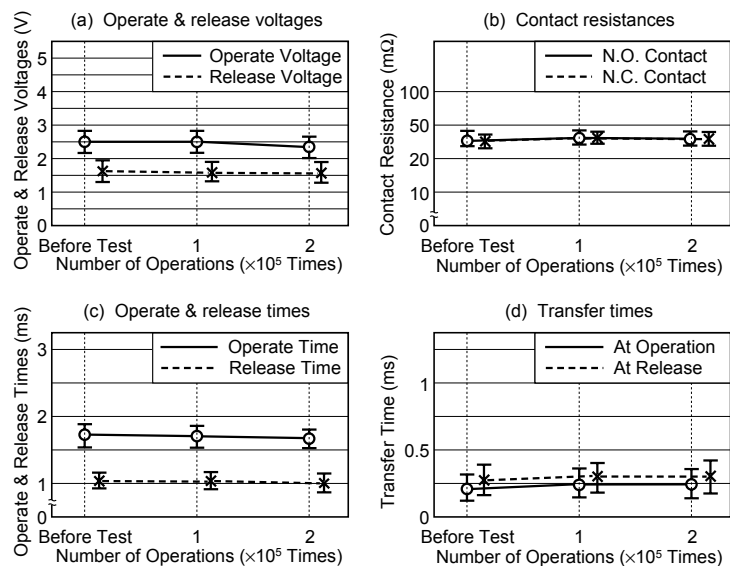 (a) Operate & release voltages
Operate & Release Voltages (V)
5
4
3
2
1
0
Operate Voltage
Release Voltage
Before Test 1 2
Number of Operations (×10⁵ Times)
(b) Contact resistances
Contact Resistance (mΩ)
100
50
20
10
0
N.O. Contact
N.C. Contact
Before Test 1 2
Number of Operations (×10⁵ Times)
(c) Operate & release times
Operate & Release Times (ms)
3
2
1
0
Operate Time
Release Time
Before Test 1 2
Number of Operations (×10⁵ Times)
(d) Transfer times
Transfer Time (ms)
1
0.5
0
At Operation
At Release
Before Test 1 2
Number of Operations (×10⁵ Times)